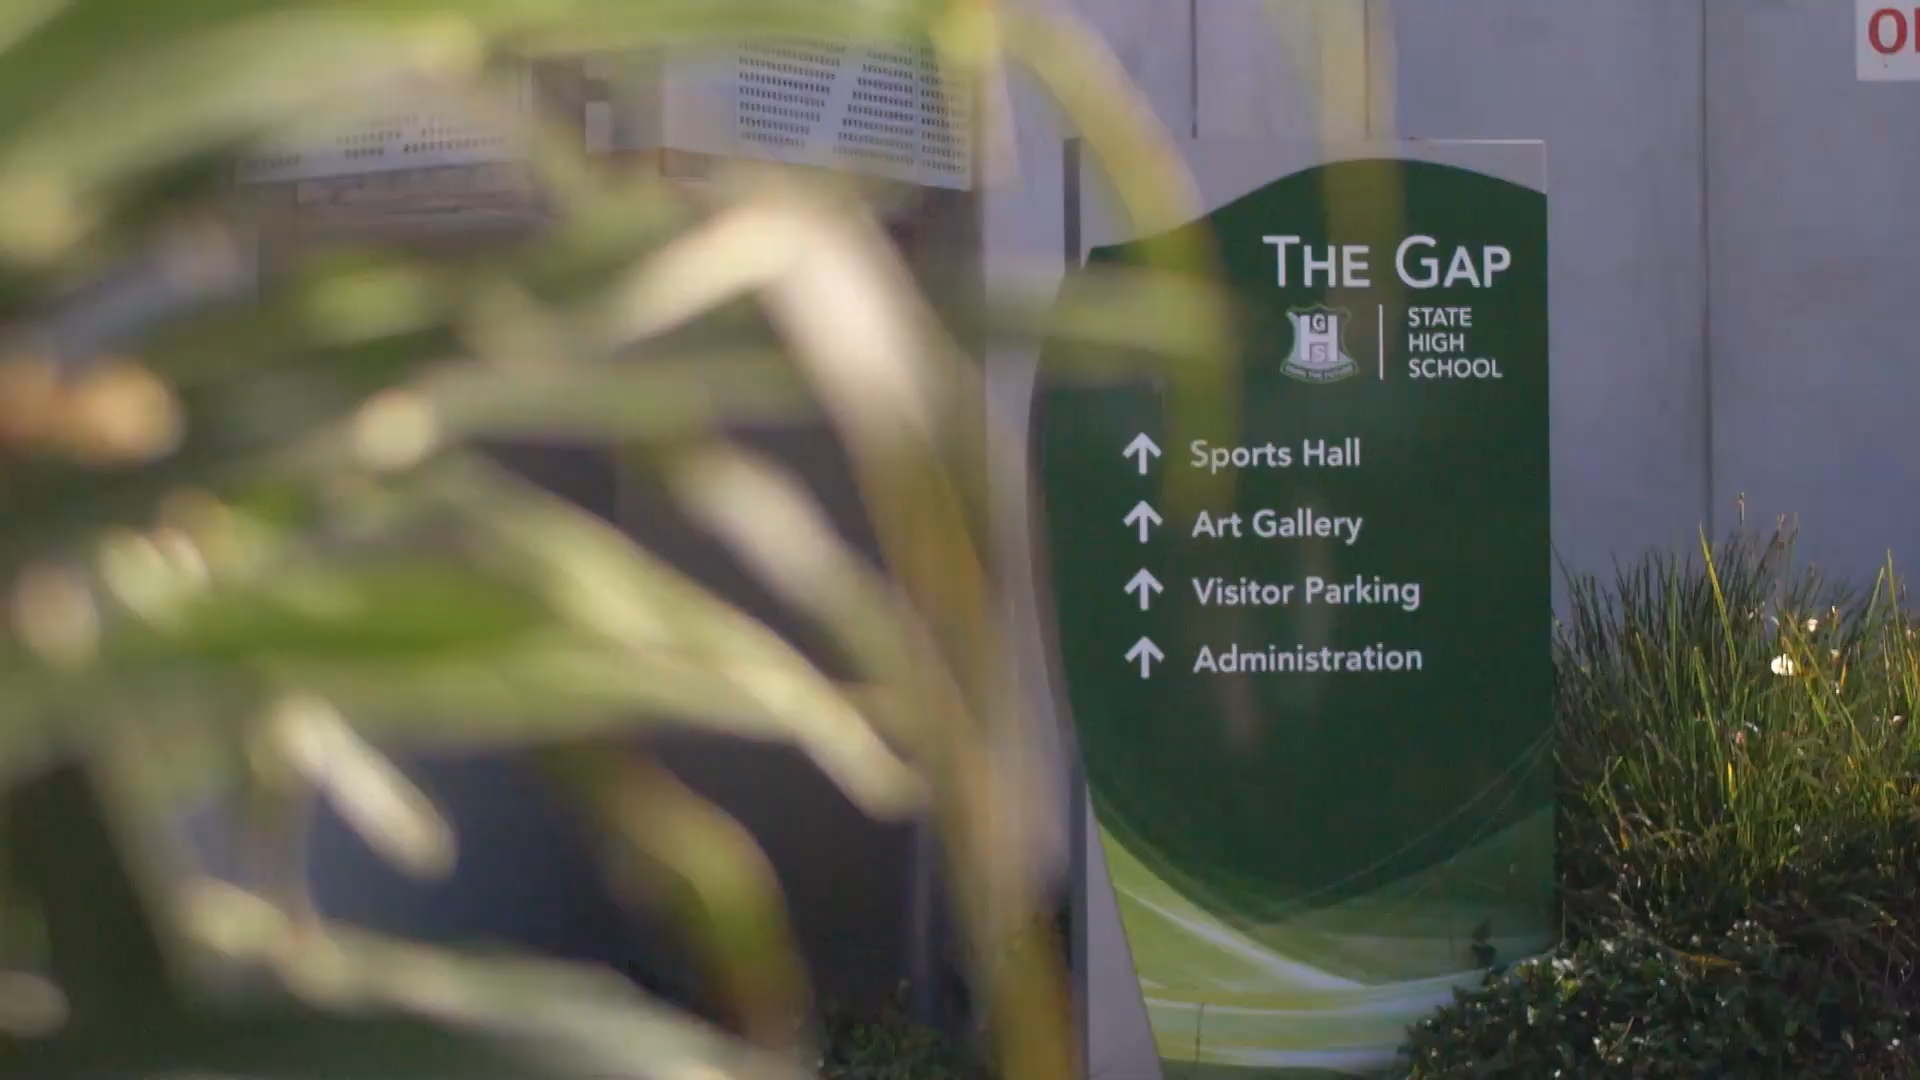 THE GAP
G
H
S
STATE
HIGH
SCHOOL
Sports Hall
Art Gallery
Visitor Parking
Administration